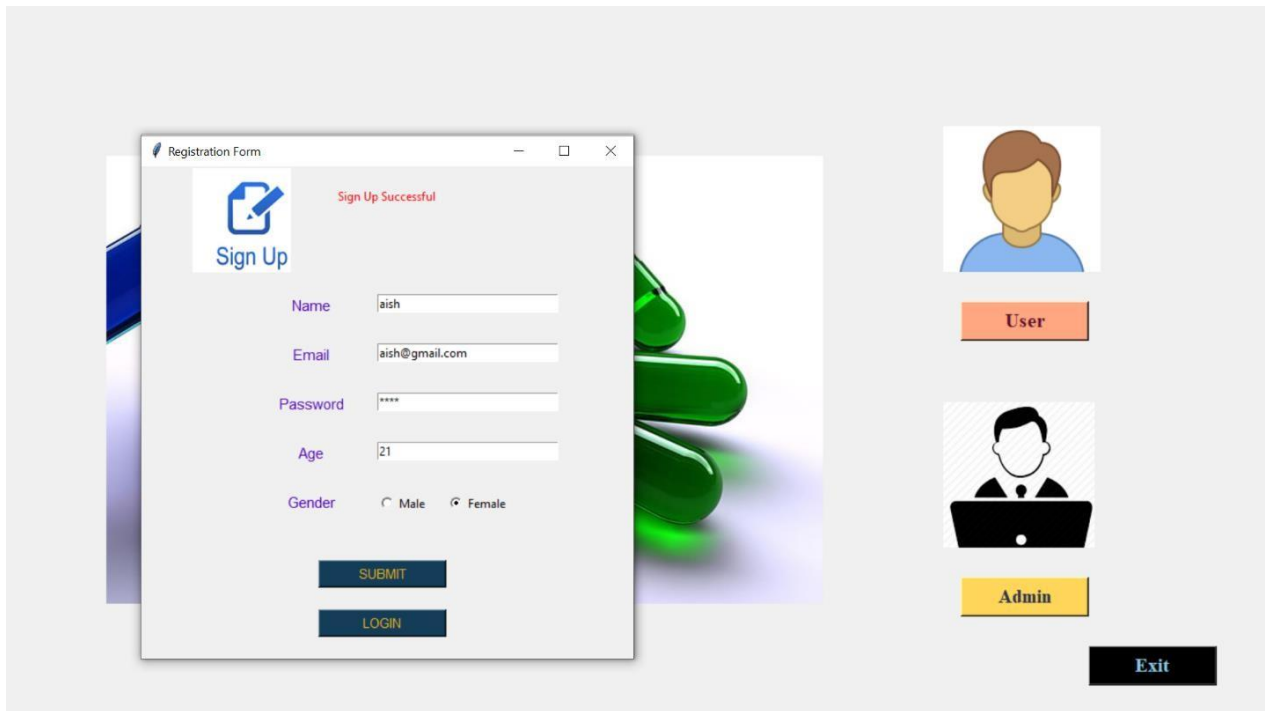 Registration Form
Sign Up Successful
Sign Up
Name aish
Email aish@gmail.com
Password ****
Age 21
Gender Male Female
SUBMIT
LOGIN
User
Admin
Exit